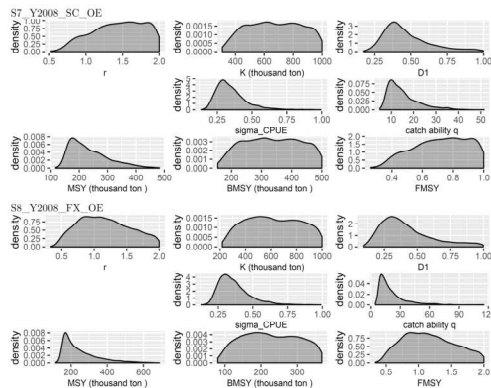 S7_Y2008_SC_OE
density density density
0.75 0.50 0.25 0.00
0.0015 0.0010 0.0005 0.0000
3 2 1 0
0.5 1.0 1.5 2.0
400 600 800 1000
0.25 0.50 0.75 1.00
r K (thousand ton) D1
density density
5 4 3 2 1 0
0.075 0.050 0.025 0.000
0.25 0.50 0.75 1.00
10 20 30 40 50
sigma_CPUE catch ability q
density density density
0.008 0.006 0.004 0.002 0.000
0.003 0.002 0.001 0.000
2.0 1.5 1.0 0.5 0.0
100 200 300 400 500
200 300 400 500
0.4 0.6 0.8 1.0
MSY (thousand ton ) BMSY (thousand ton) FMSY
S8_Y2008_FX_OE
density density density
0.75 0.50 0.25 0.00
0.0015 0.0010 0.0005 0.0000
2 1 0
0.5 1.0 1.5 2.0
200 400 600 800 1000
0.25 0.50 0.75 1.00
r K (thousand ton) D1
density density
4 3 2 1 0
0.04 0.02 0.00
0.25 0.50 0.75 1.00
0 30 60 90
sigma_CPUE catch ability q
density density density
0.008 0.006 0.004 0.002 0.000
0.004 0.003 0.002 0.001 0.000
0.75 0.50 0.25 0.00
200 400 600
100 200 300
0.5 1.0 1.5 2.0
MSY (thousand ton ) BMSY (thousand ton) FMSY